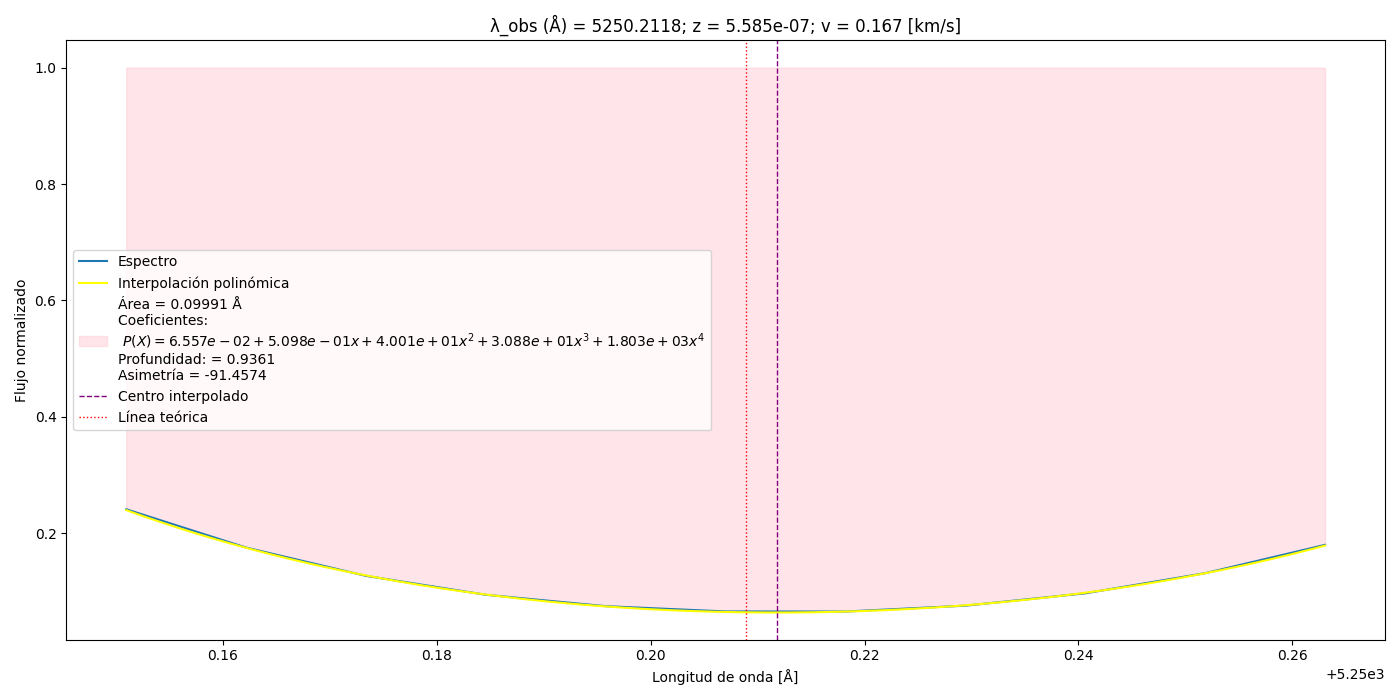 λ_obs (Å) = 5250.2118; z = 5.585e-07; v = 0.167 [km/s]
Flujo normalizado
1.0
0.8
0.6
0.4
0.2
Espectro
Interpolación polinómica
Área = 0.09991 Å
Coeficientes:
P(X) = 6.557e − 02 + 5.098e − 01x + 4.001e + 01x² + 3.088e + 01x³ + 1.803e + 03x⁴
Profundidad: = 0.9361
Asimetría = -91.4574
Centro interpolado
Línea teórica
0.16 0.18 0.20 0.22 0.24 0.26
+5.25e3
Longitud de onda [Å]